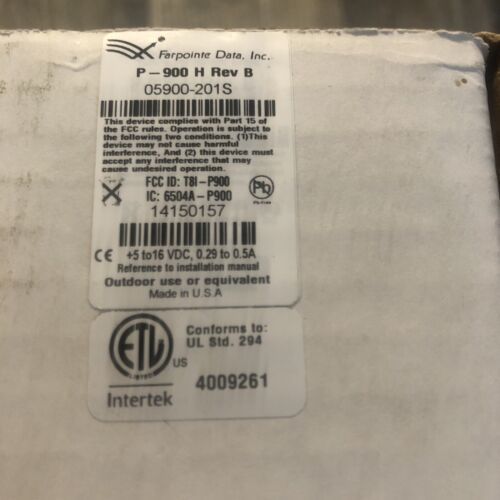 Farpointe Data, Inc.
P-900 H Rev B
05900-201S
This device complies with Part 15 of
the FCC rules. Operation is subject to
the following two conditions. (1)This
device may not cause harmful
interference, And (2) this device must
accept any interference that may
cause undesired operation.
FCC ID: T8I-P900
IC: 6504A-P900
14150157
Pb
Pb-Free
CE +5 to16 VDC, 0.29 to 0.5A
Reference to installation manual
Outdoor use or equivalent
Made in U.S.A
ETL
LISTED
US
Intertek
Conforms to:
UL Std. 294
4009261